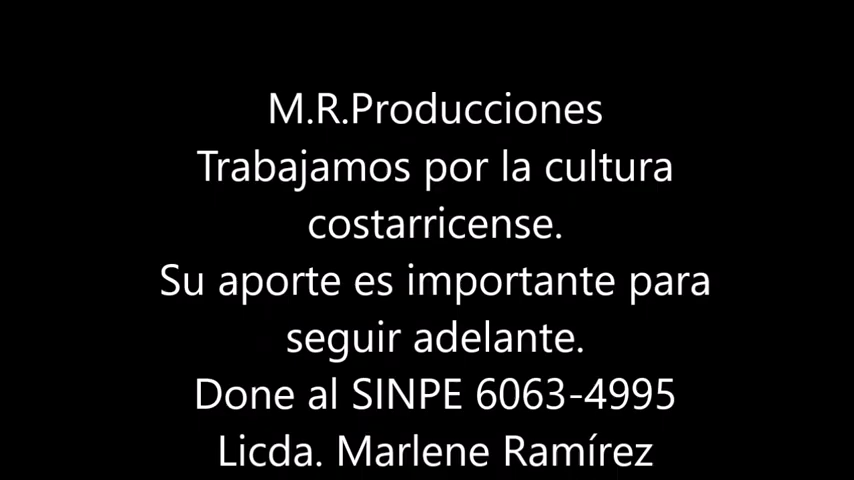 M.R.Producciones
Trabajamos por la cultura
costarricense.
Su aporte es importante para
seguir adelante.
Done al SINPE 6063-4995
Licda. Marlene Ramírez